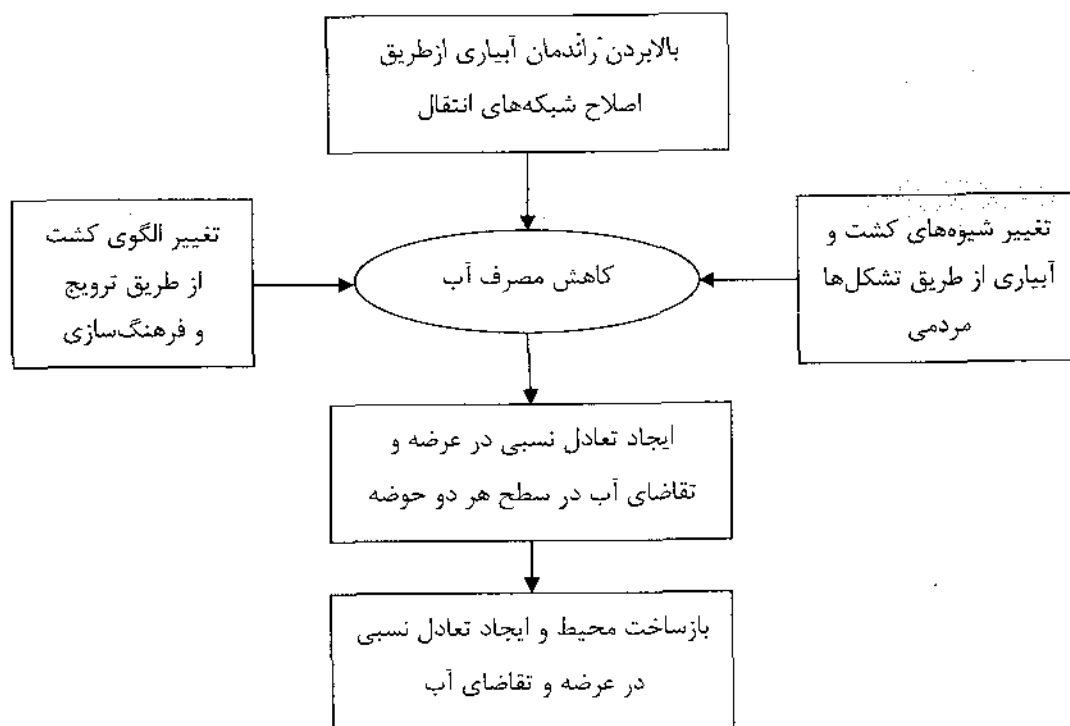 بالابردن راندمان آبیاری ازطریق
اصلاح شبکه‌های انتقال
تغییر شیوه‌های کشت و
آبیاری از طریق تشکل‌ها
مردمی
کاهش مصرف آب
تغییر الگوی کشت
از طریق ترویج
و فرهنگ‌سازی
ایجاد تعادل نسبی در عرضه و
تقاضای آب در سطح هر دو حوضه
بازساخت محیط و ایجاد تعادل نسبی
در عرضه و تقاضای آب